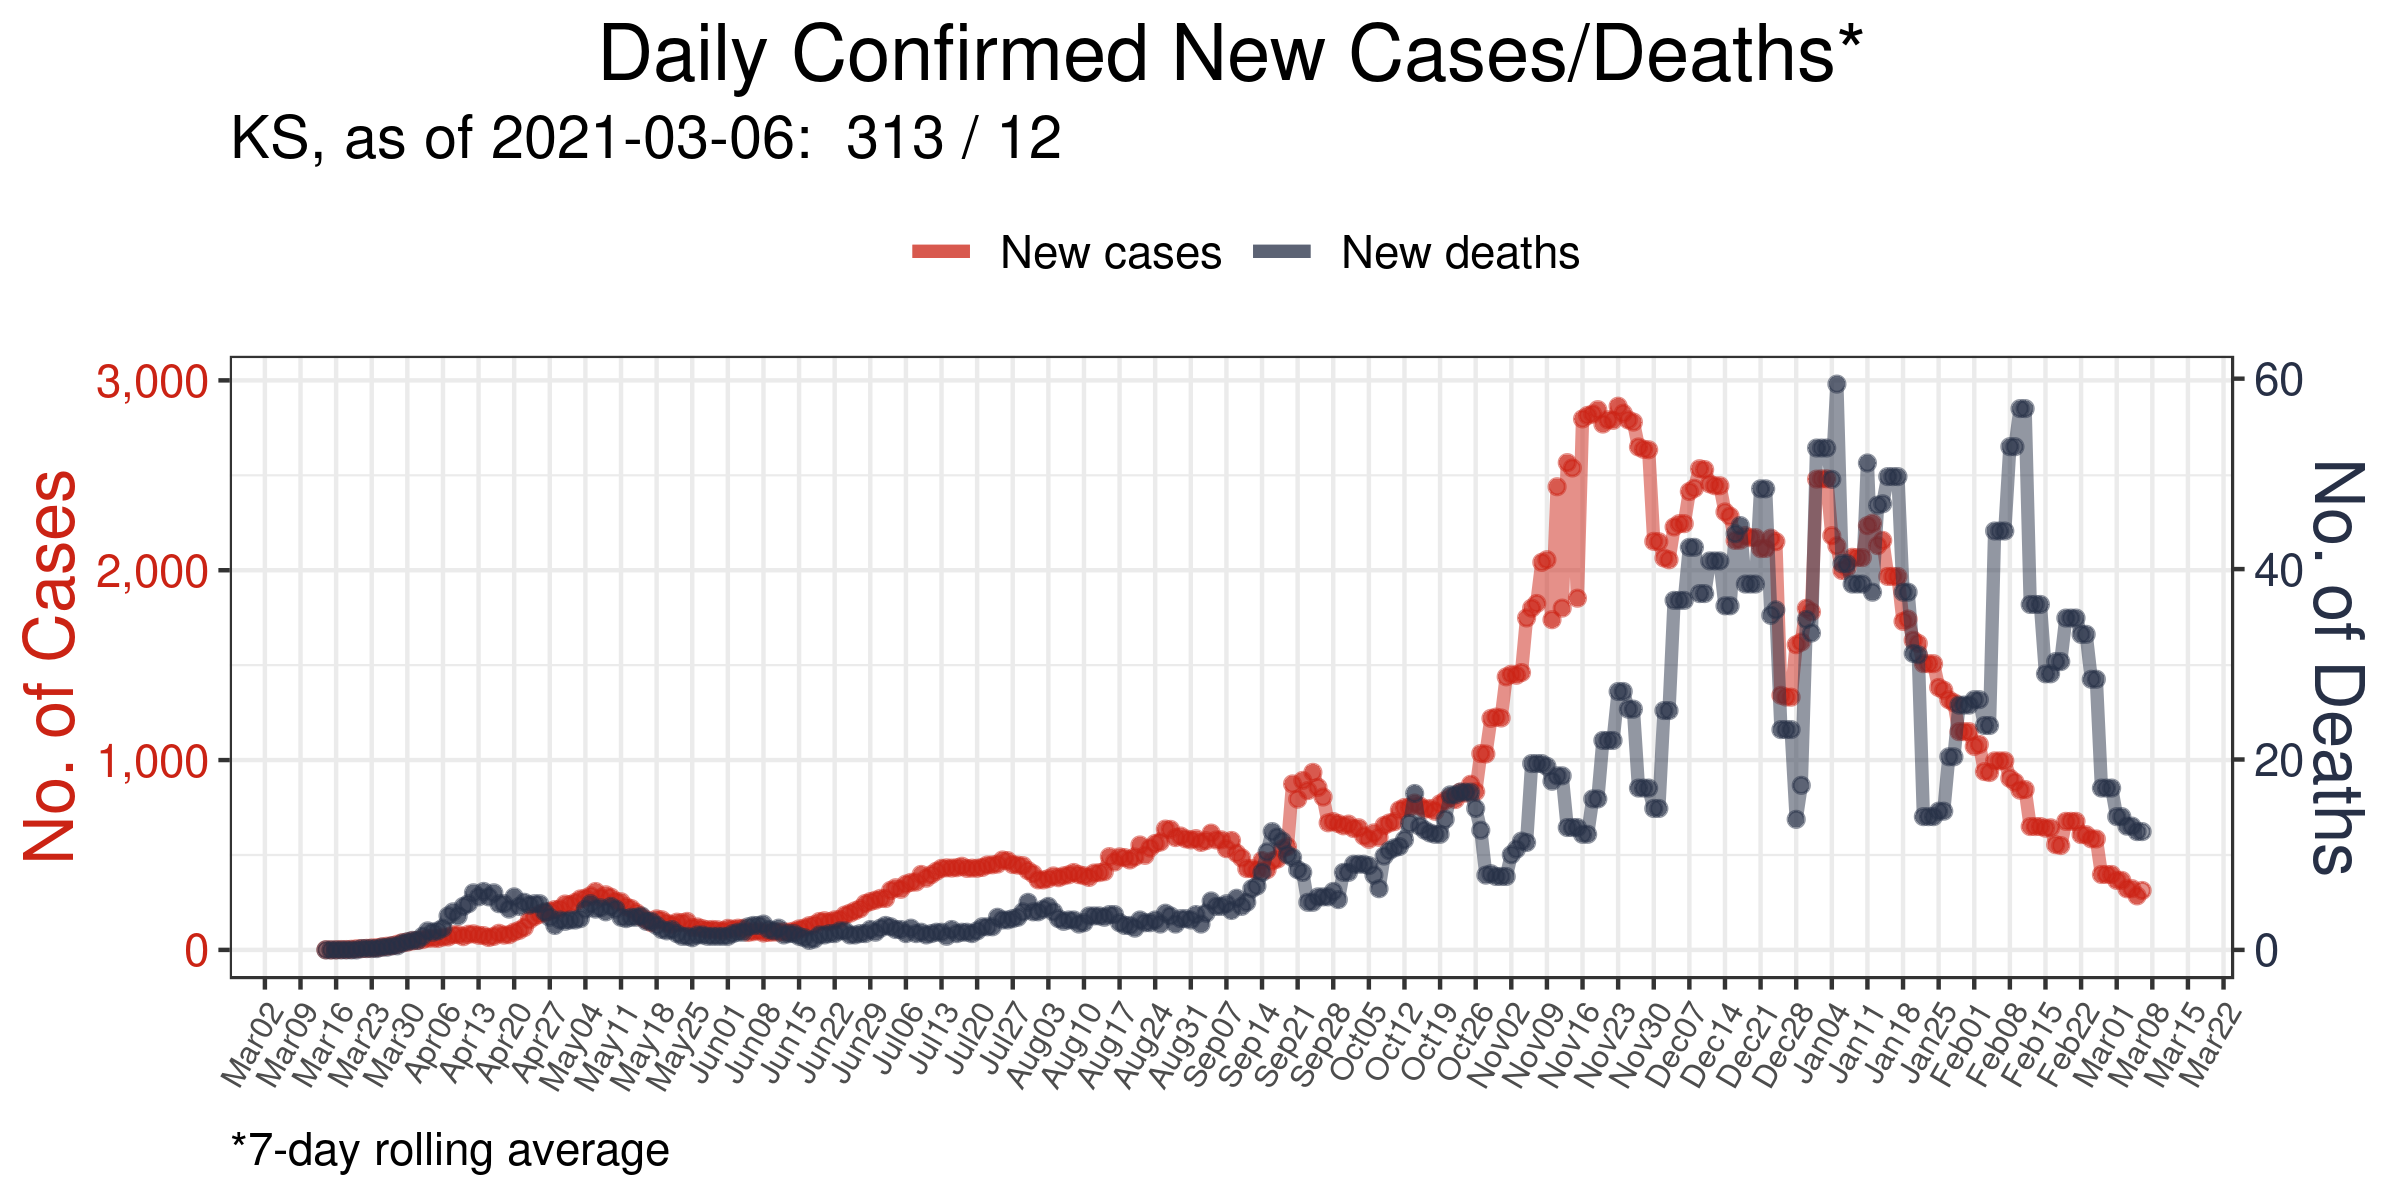 Daily Confirmed New Cases/Deaths*
KS, as of 2021-03-06:  313 / 12
New cases
New deaths
No. of Cases
3,000
2,000
1,000
0
60
40
20
0
No. of Deaths
Mar02
Mar09
Mar16
Mar23
Mar30
Apr06
Apr13
Apr20
Apr27
May04
May11
May18
May25
Jun01
Jun08
Jun15
Jun22
Jun29
Jul06
Jul13
Jul20
Jul27
Aug03
Aug10
Aug17
Aug24
Aug31
Sep07
Sep14
Sep21
Sep28
Oct05
Oct12
Oct19
Oct26
Nov02
Nov09
Nov16
Nov23
Nov30
Dec07
Dec14
Dec21
Dec28
Jan04
Jan11
Jan18
Jan25
Feb01
Feb08
Feb15
Feb22
Mar01
Mar08
Mar15
Mar22
*7-day rolling average